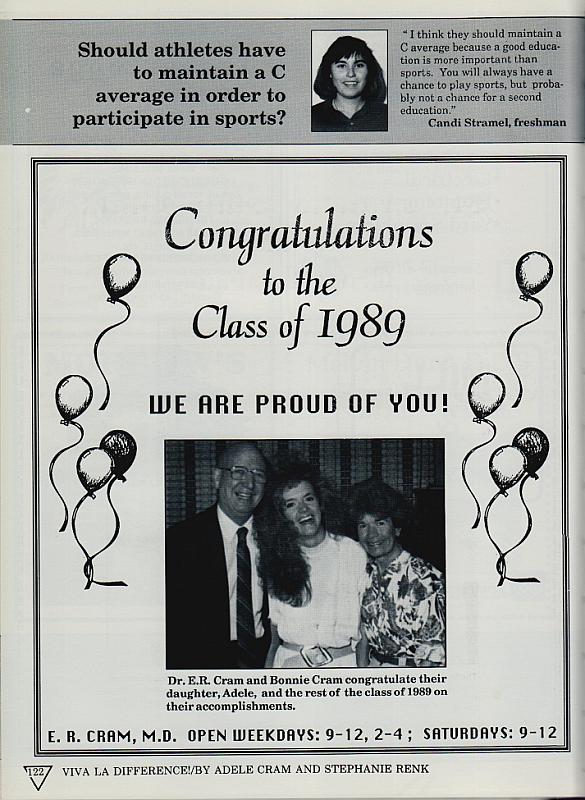 Should athletes have
to maintain a C
average in order to
participate in sports?
" I think they should maintain a
C average because a good educa-
tion is more important than
sports. You will always have a
chance to play sports, but proba-
bly not a chance for a second
education."
Candi Stramel, freshman
Congratulations
to the
Class of 1989
WE ARE PROUD OF YOU!
Dr. E.R. Cram and Bonnie Cram congratulate their
daughter, Adele, and the rest of the class of 1989 on
their accomplishments.
E. R. CRAM, M.D. OPEN WEEKDAYS: 9-12, 2-4 ; SATURDAYS: 9-12
122 VIVA LA DIFFERENCE!/BY ADELE CRAM AND STEPHANIE RENK